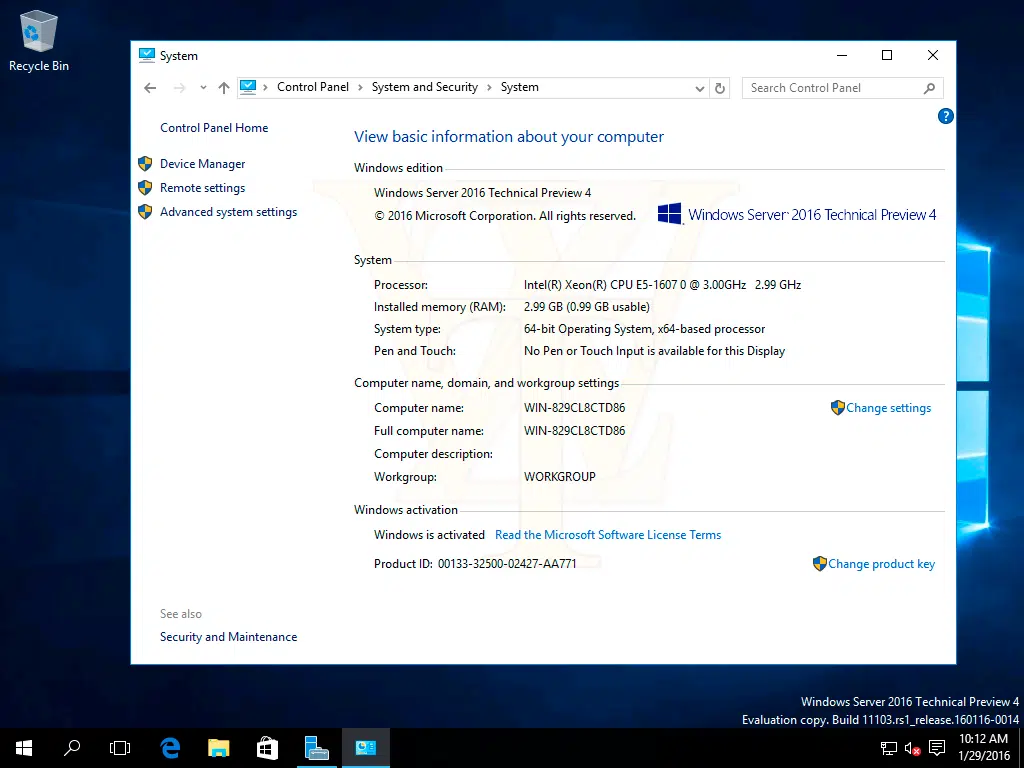 Recycle Bin
System
Control Panel > System and Security > System
Search Control Panel
?
Control Panel Home
Device Manager
Remote settings
Advanced system settings
View basic information about your computer
Windows edition
Windows Server 2016 Technical Preview 4
© 2016 Microsoft Corporation. All rights reserved.
Windows Server® 2016 Technical Preview 4
System
Processor: Intel(R) Xeon(R) CPU E5-1607 0 @ 3.00GHz 2.99 GHz
Installed memory (RAM): 2.99 GB (0.99 GB usable)
System type: 64-bit Operating System, x64-based processor
Pen and Touch: No Pen or Touch Input is available for this Display
Computer name, domain, and workgroup settings
Computer name: WIN-829CL8CTD86
Change settings
Full computer name: WIN-829CL8CTD86
Computer description:
Workgroup: WORKGROUP
Windows activation
Windows is activated Read the Microsoft Software License Terms
Product ID: 00133-32500-02427-AA771
Change product key
See also
Security and Maintenance
Windows Server 2016 Technical Preview 4
Evaluation copy. Build 11103.rs1_release.160116-0014
10:12 AM
1/29/2016